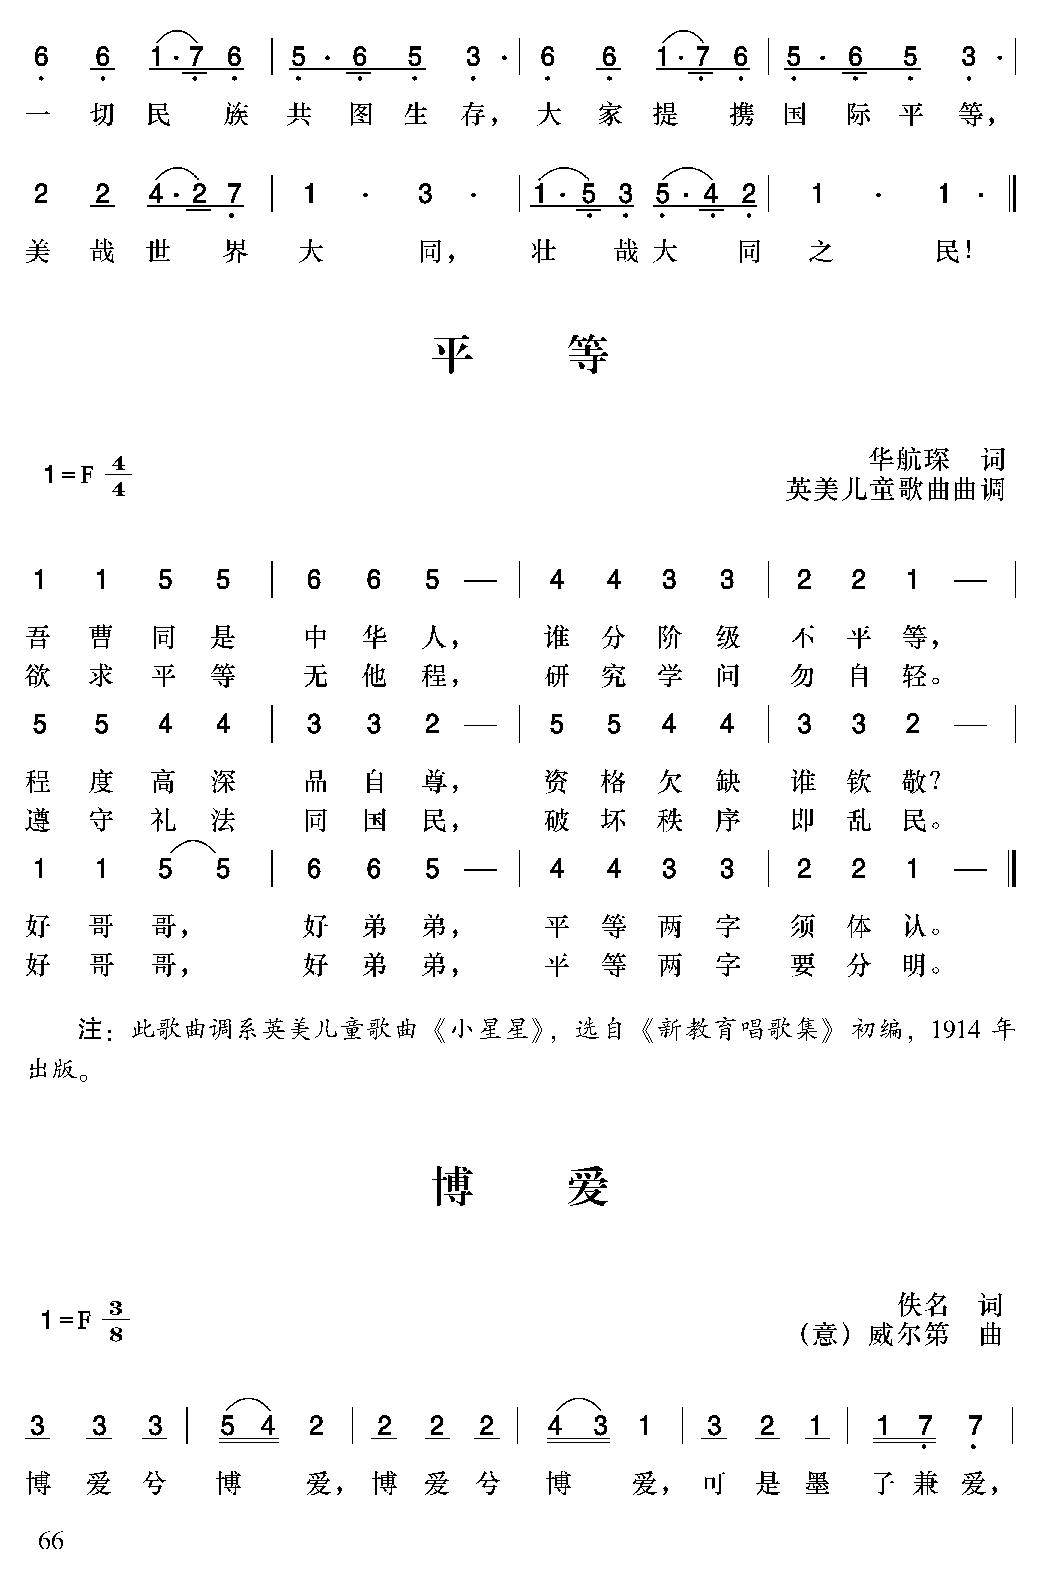 6 6 1·7 6 | 5·6 5 3· | 6 6 1·7 6 | 5·6 5 3· |
一切民族共图生存，大家提携国际平等，
2 2 4·2 7 | 1 · 3 · | 1·5 3 5·4 2 | 1 · 1 · ‖
美哉世界大同，壮哉大同之民！
平 等
1=F 4/4
华航琛 词
英美儿童歌曲曲调
1 1 5 5 | 6 6 5 — | 4 4 3 3 | 2 2 1 — |
吾曹同是中华人，谁分阶级不平等，
欲求平等无他程，研究学问勿自轻。
5 5 4 4 | 3 3 2 — | 5 5 4 4 | 3 3 2 — |
程度高深品自尊，资格欠缺谁钦敬？
遵守礼法同国民，破坏秩序即乱民。
1 1 5 5 | 6 6 5 — | 4 4 3 3 | 2 2 1 — ‖
好哥哥，好弟弟，平等两字须体认。
好哥哥，好弟弟，平等两字要分明。
注：此歌曲调系英美儿童歌曲《小星星》，选自《新教育唱歌集》初编，1914 年
出版。
博 爱
1=F 3/8
佚名 词
（意）威尔第 曲
3 3 3 | 5 4 2 | 2 2 2 | 4 3 1 | 3 2 1 | 1 7 7 |
博爱兮博爱，博爱兮博爱，可是墨了兼爱，
66